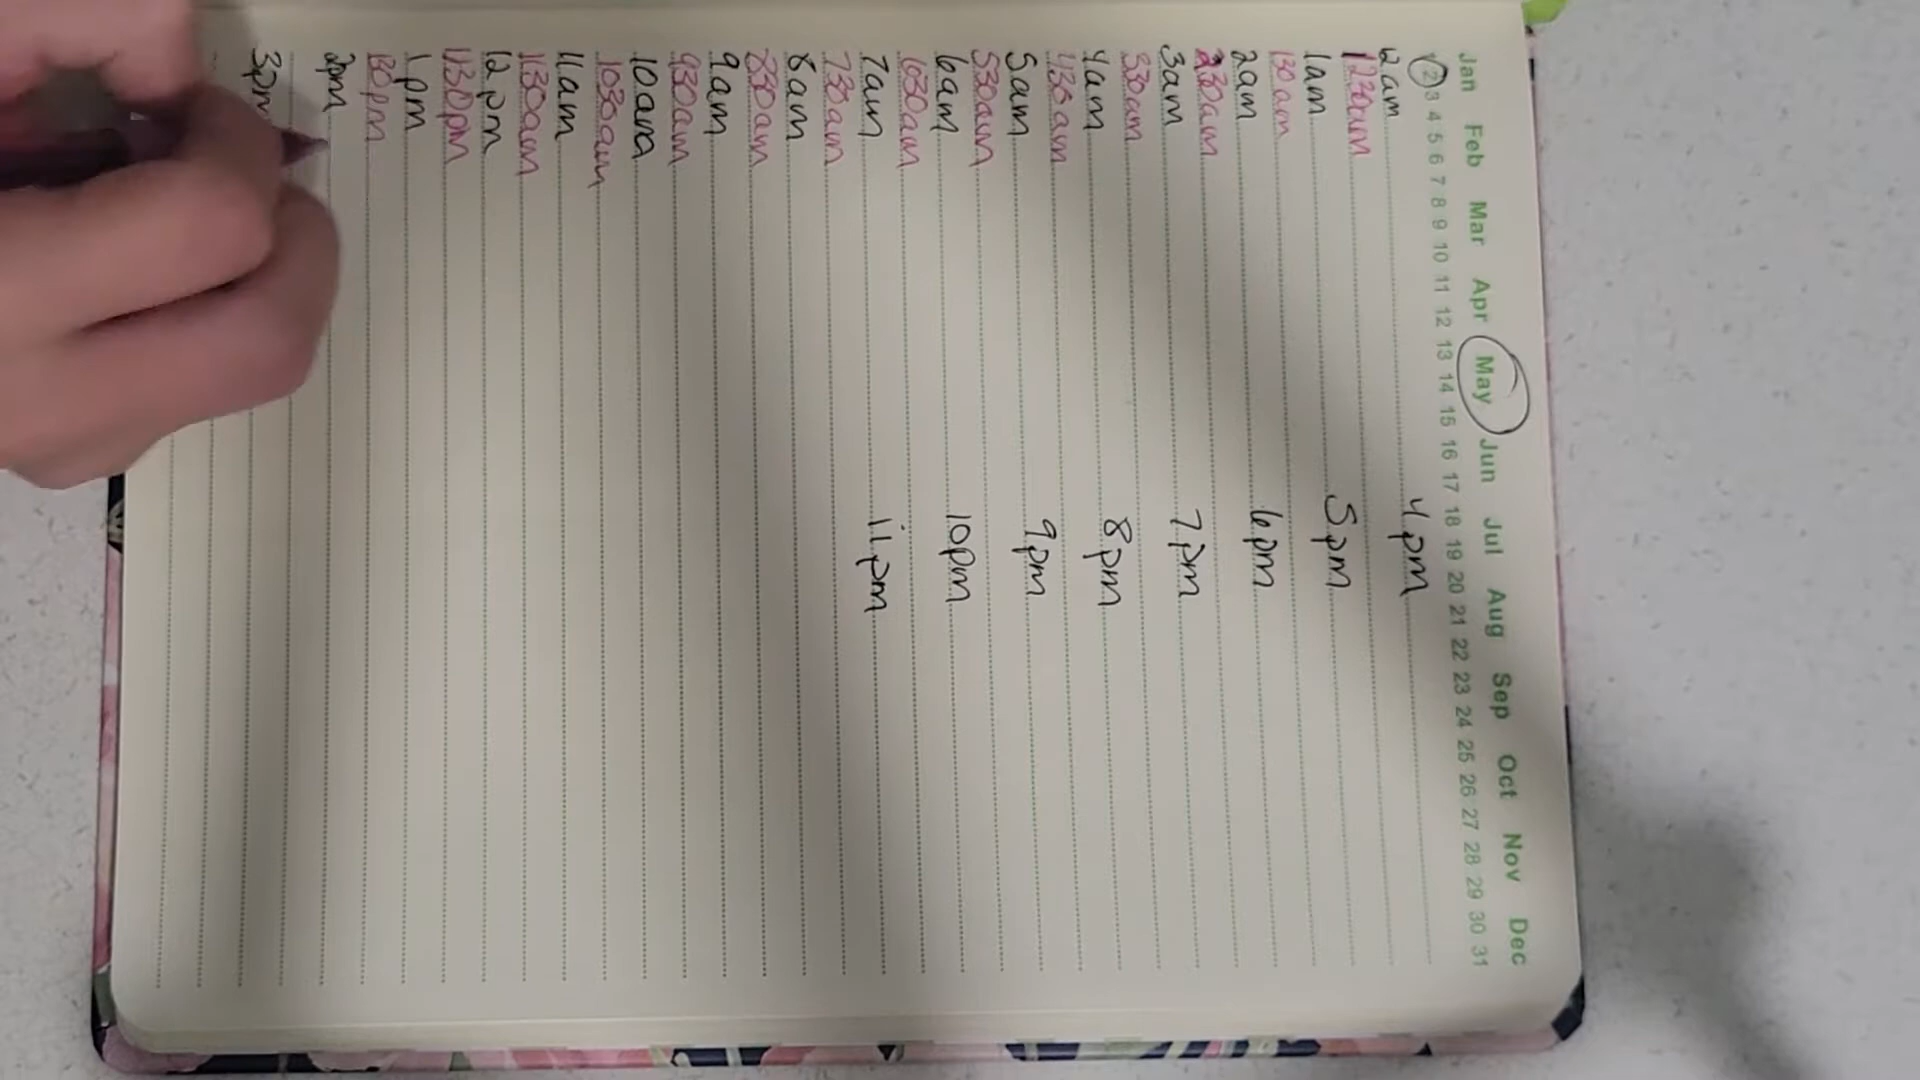 Jan Feb Mar Apr May Jun Jul Aug Sep Oct Nov Dec
2 3 4 5 6 7 8 9 10 11 12 13 14 15 16 17 18 19 20 21 22 23 24 25 26 27 28 29 30 31
12am 4pm
1230am
1am 5pm
130am
2am 6pm
230am
3am 7pm
330am
4am 8pm
430am
5am 9pm
530am
6am 10pm
630am
7am 11pm
730am
8am
830am
9am
930am
10am
1030am
11am
1130am
12pm
1130pm
1pm
130pm
2pm
3pm